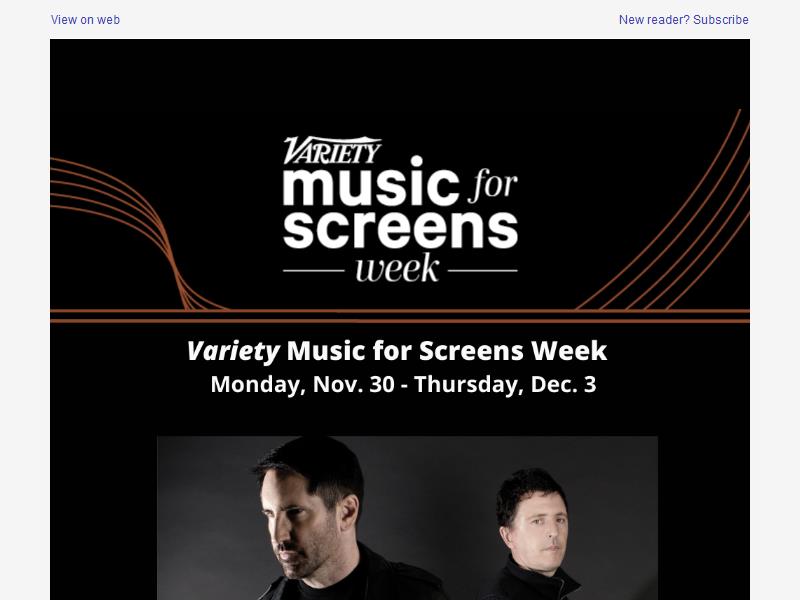 View on web
New reader? Subscribe
VARIETY
music for
screens
week
Variety Music for Screens Week
Monday, Nov. 30 - Thursday, Dec. 3